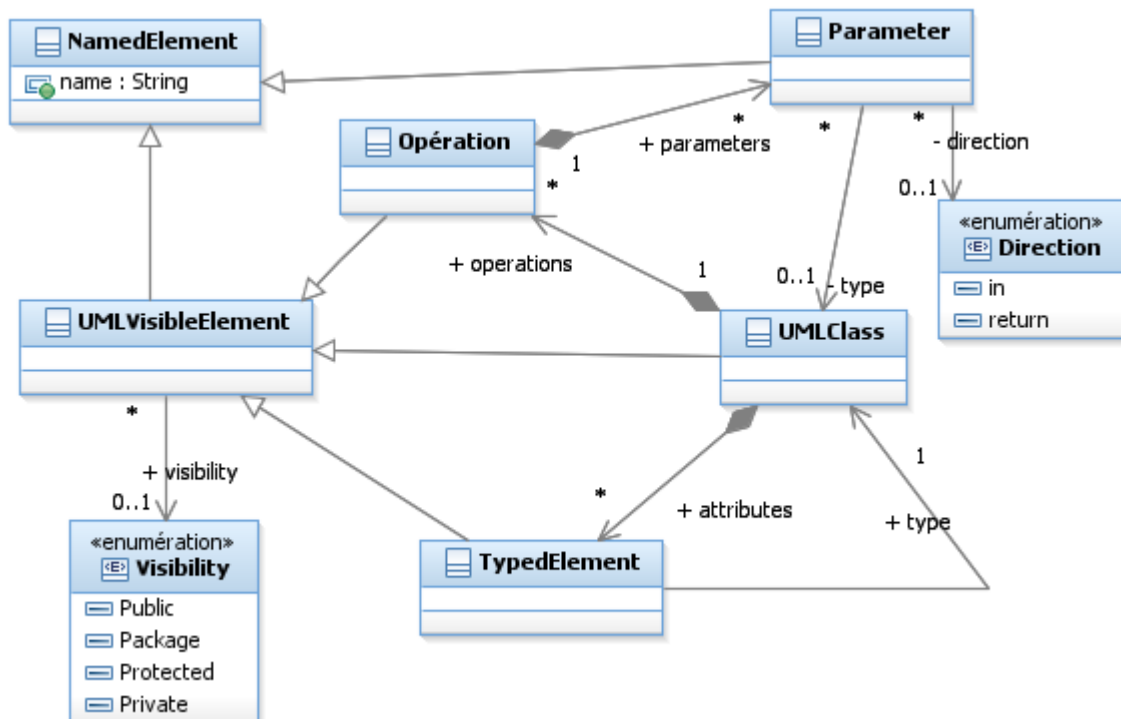 NamedElement
name : String
Parameter
Opération
1
*
+ parameters
*
*
*
- direction
0..1
«enumération»
<E> Direction
in
return
*
+ operations
1
0..1
- type
UMLVisibleElement
UMLClass
*
+ visibility
0..1
*
+ attributes
1
+ type
«enumération»
<E> Visibility
Public
Package
Protected
Private
TypedElement